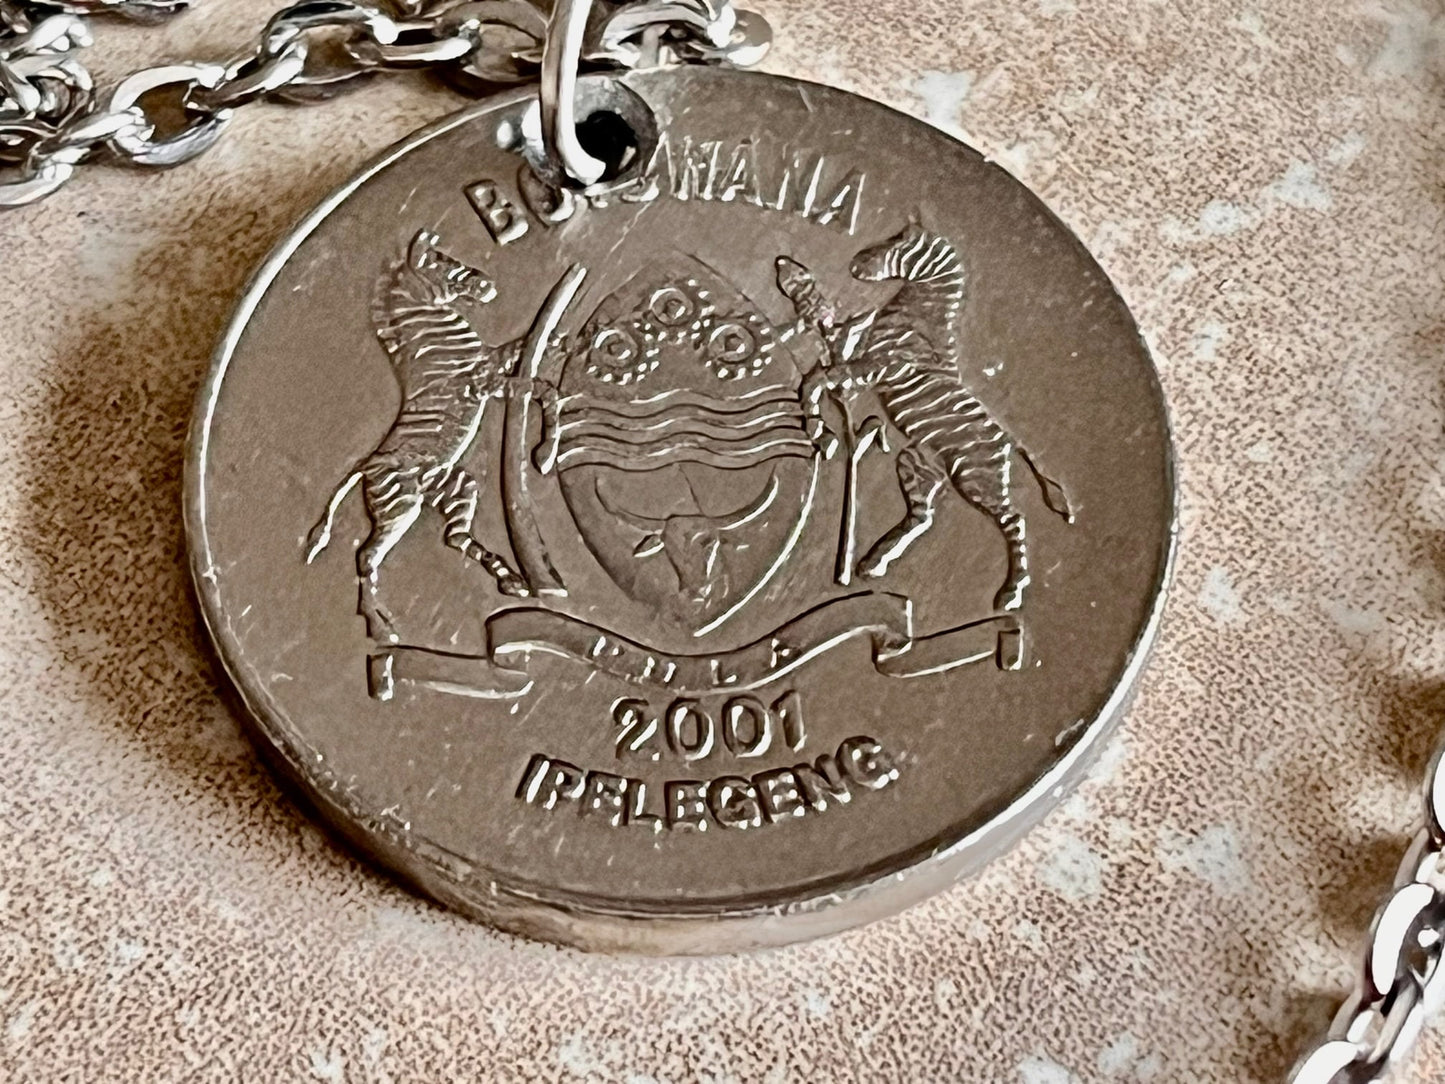 BOTSWANA
PULA
2001
IPELEGENG